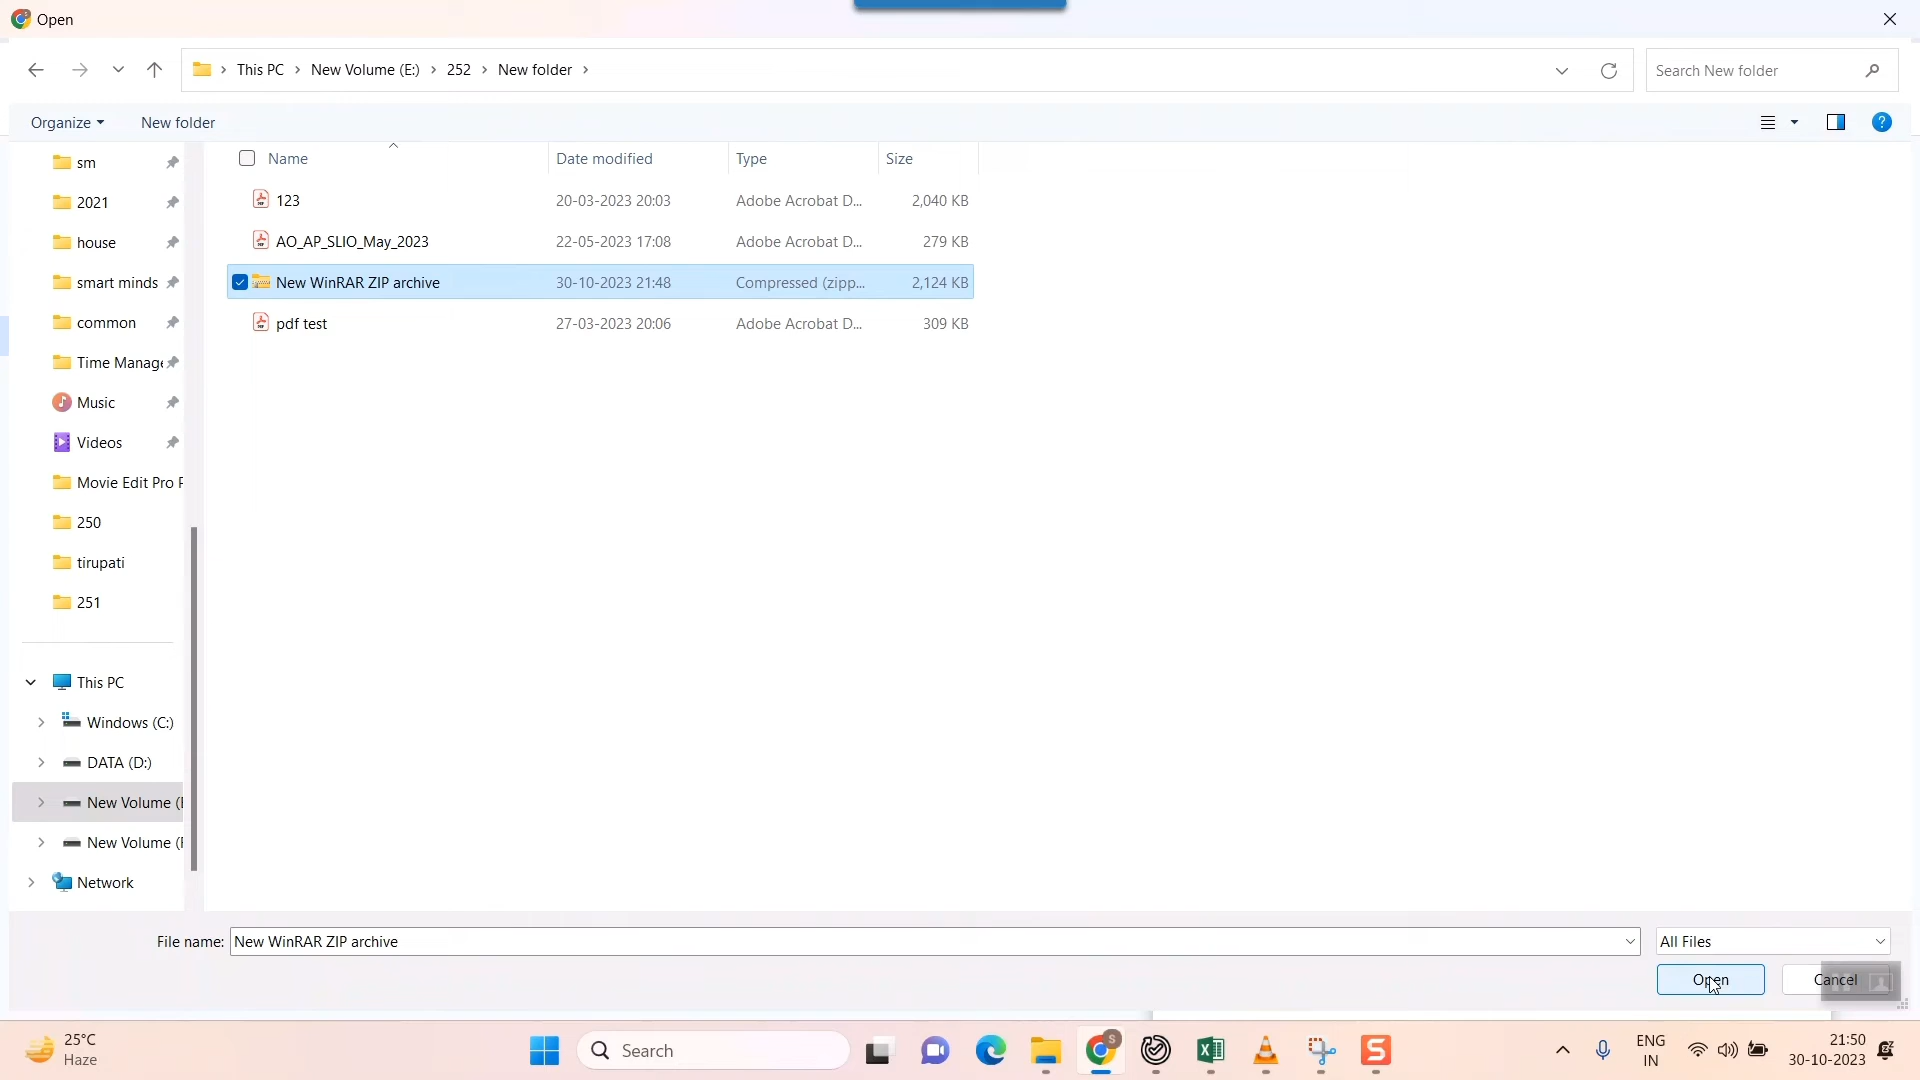 Open
This PC
New Volume (E:)
252
New folder
Search New folder
Organize
New folder
sm
2021
house
smart minds
common
Time Manage
Music
Videos
Movie Edit Pro P
250
tirupati
251
This PC
Windows (C:)
DATA (D:)
New Volume (E
New Volume (F
Network
Name Date modified Type Size
123 20-03-2023 20:03 Adobe Acrobat D... 2,040 KB
AO_AP_SLIO_May_2023 22-05-2023 17:08 Adobe Acrobat D... 279 KB
New WinRAR ZIP archive 30-10-2023 21:48 Compressed (zipp... 2,124 KB
pdf test 27-03-2023 20:06 Adobe Acrobat D... 309 KB
File name: New WinRAR ZIP archive All Files
Open Cancel
25°C
Haze
Search
S
S
ENG
IN
21:50
30-10-2023